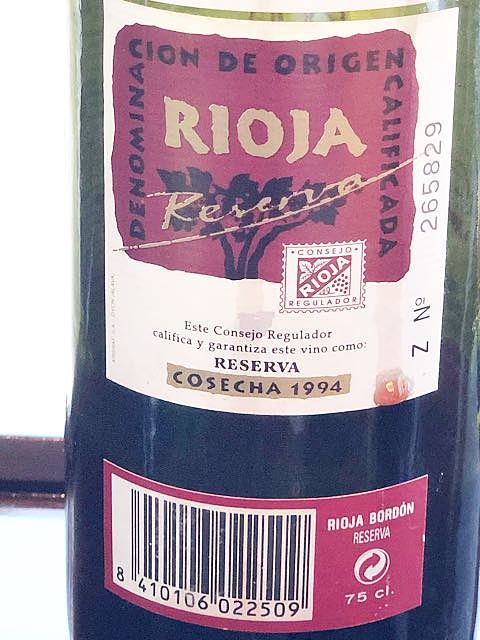 DENOMINACION DE ORIGEN CALIFICADA
RIOJA
Reserva
CONSEJO
RIOJA
REGULADOR
Este Consejo Regulador
califica y garantiza este vino como:
RESERVA
COSECHA 1994
Z Nº 265829
RIOJA BORDÓN
RESERVA
75 cl.
8 410106 022509